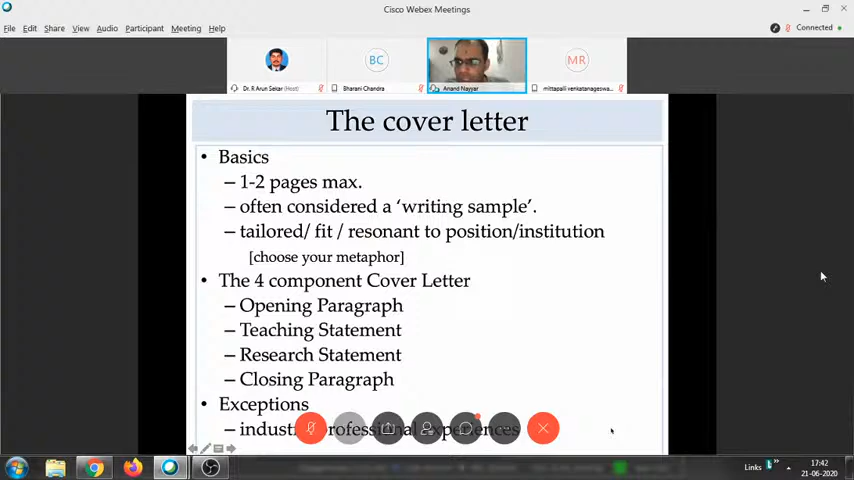 Cisco Webex Meetings
File Edit Share View Audio Participant Meeting Help
Connected
BC
MR
Dr. R Arun Sekar (Host)
Bharani Chandra
Anand Nayyar
mittapalli venkatanageswa...
The cover letter
• Basics
– 1-2 pages max.
– often considered a ‘writing sample’.
– tailored/ fit / resonant to position/institution
[choose your metaphor]
• The 4 component Cover Letter
– Opening Paragraph
– Teaching Statement
– Research Statement
– Closing Paragraph
• Exceptions
– experiences
Links
17:42
21-06-2020